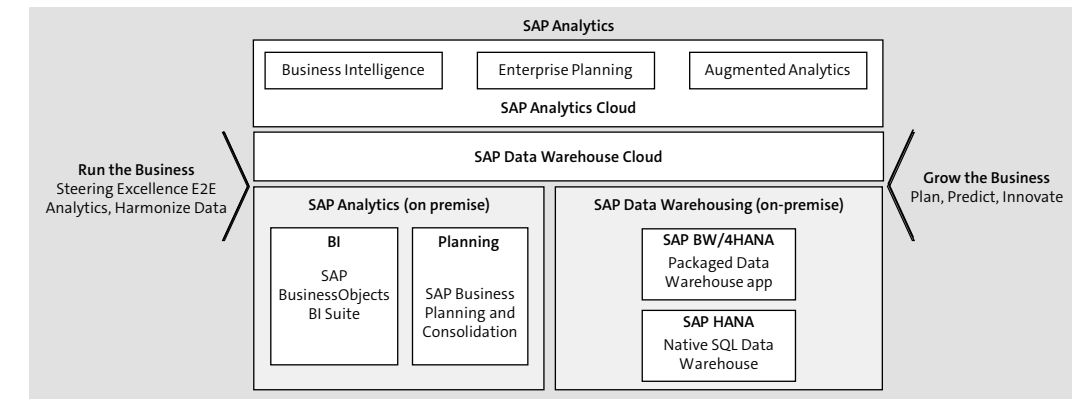 SAP Analytics
Business Intelligence
Enterprise Planning
Augmented Analytics
SAP Analytics Cloud
SAP Data Warehouse Cloud
Run the Business
Steering Excellence E2E
Analytics, Harmonize Data
Grow the Business
Plan, Predict, Innovate
SAP Analytics (on premise)
BI
SAP
BusinessObjects
BI Suite
Planning
SAP Business
Planning and
Consolidation
SAP Data Warehousing (on-premise)
SAP BW/4HANA
Packaged Data
Warehouse app
SAP HANA
Native SQL Data
Warehouse